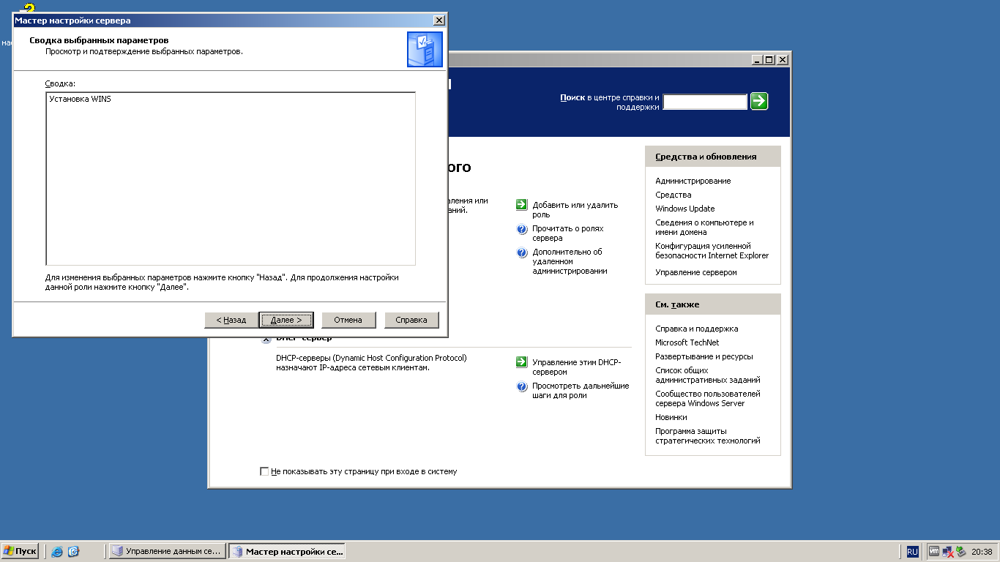 Мастер настройки сервера
Сводка выбранных параметров
Просмотр и подтверждение выбранных параметров.
Сводка:
Установка WINS
Для изменения выбранных параметров нажмите кнопку "Назад". Для продолжения настройки
данной роли нажмите кнопку "Далее".
< Назад
Далее >
Отмена
Справка
Поиск в центре справки и
поддержки
ого
Добавить или удалить
роль
Прочитать о ролях
сервера
Дополнительно об
удаленном
администрировании
DHCP-сервер
DHCP-серверы (Dynamic Host Configuration Protocol)
назначают IP-адреса сетевым клиентам.
Управление этим DHCP-
сервером
Просмотреть дальнейшие
шаги для роли
Не показывать эту страницу при входе в систему
Средства и обновления
Администрирование
Средства
Windows Update
Сведения о компьютере и
имени домена
Конфигурация усиленной
безопасности Internet Explorer
Управление сервером
См. также
Справка и поддержка
Microsoft TechNet
Развертывание и ресурсы
Список общих
административных заданий
Сообщество пользователей
сервера Windows Server
Новинки
Программа защиты
стратегических технологий
Пуск
Управление данным се...
Мастер настройки се...
RU
vm
20:38